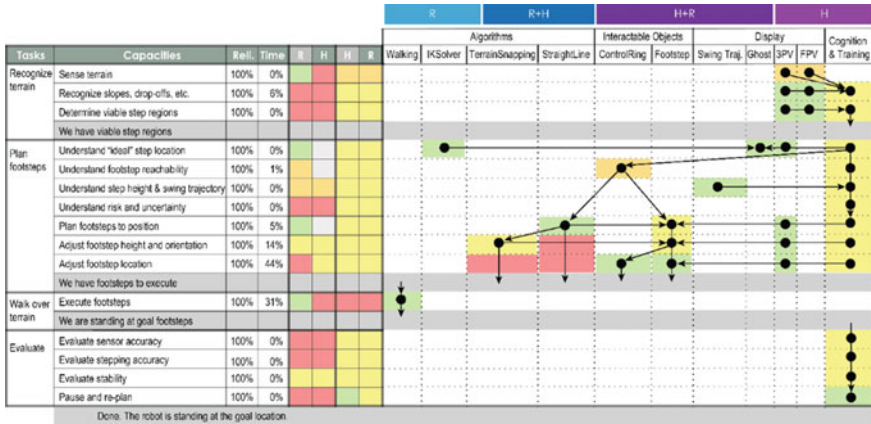 R R+H H+R H
Algorithms Interactable Objects Display Cognition & Training
Tasks Capacities Reli. Time R H H R Walking IKSolver TerrainSnapping StraightLine ControlRing Footstep Swing Traj. Ghost 3PV FPV
Recognize terrain
Sense terrain 100% 0%
Recognize slopes, drop-offs, etc. 100% 6%
Determine viable step regions 100% 0%
We have viable step regions
Plan footsteps
Understand "ideal" step location 100% 0%
Understand footstep reachability 100% 1%
Understand step height & swing trajectory 100% 0%
Understand risk and uncertainty 100% 0%
Plan footsteps to position 100% 5%
Adjust footstep height and orientation 100% 14%
Adjust footstep location 100% 44%
We have footsteps to execute
Walk over terrain
Execute footsteps 100% 31%
We are standing at goal footsteps
Evaluate
Evaluate sensor accuracy 100% 0%
Evaluate stepping accuracy 100% 0%
Evaluate stability 100% 0%
Pause and re-plan 100% 0%
Done. The robot is standing at the goal location.